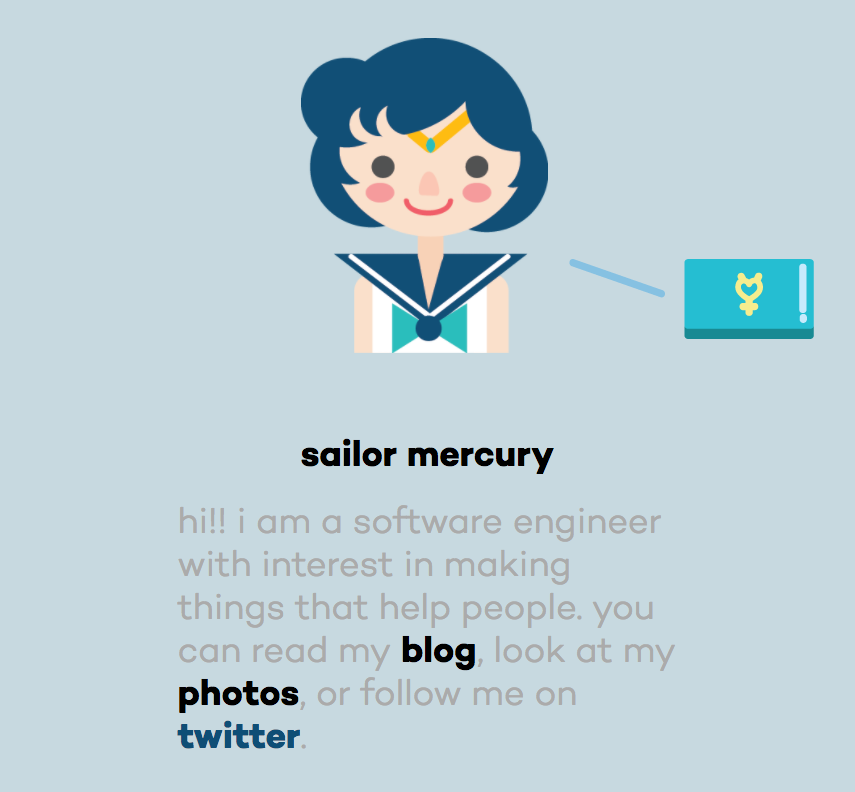 sailor mercury
hi!! i am a software engineer
with interest in making
things that help people. you
can read my blog, look at my
photos, or follow me on
twitter.